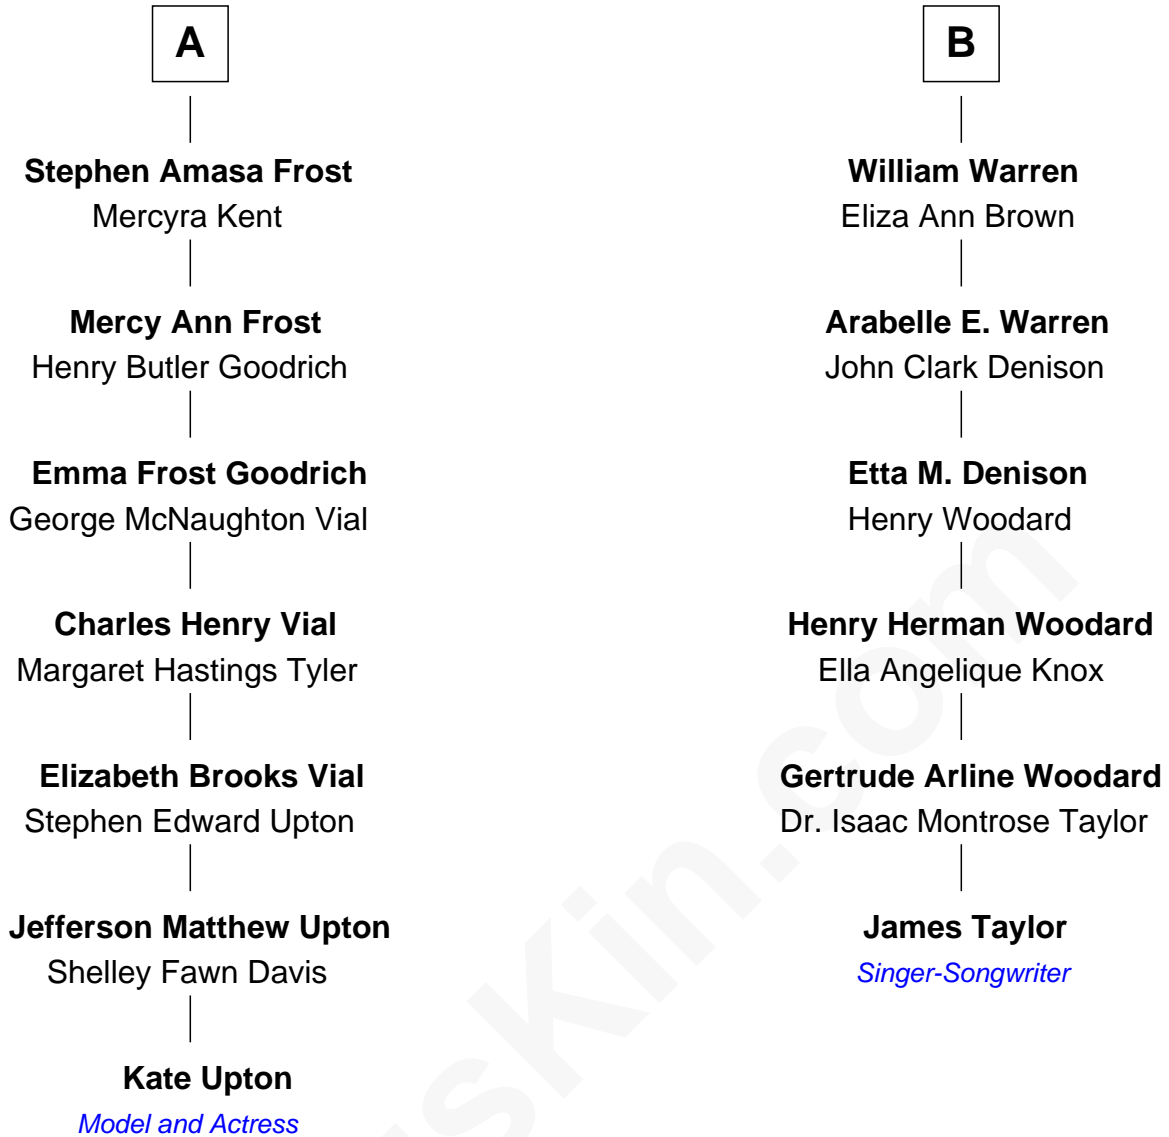 A
Stephen Amasa Frost
Mercyra Kent
Mercy Ann Frost
Henry Butler Goodrich
Emma Frost Goodrich
George McNaughton Vial
Charles Henry Vial
Margaret Hastings Tyler
Elizabeth Brooks Vial
Stephen Edward Upton
Jefferson Matthew Upton
Shelley Fawn Davis
Kate Upton
Model and Actress
B
William Warren
Eliza Ann Brown
Arabelle E. Warren
John Clark Denison
Etta M. Denison
Henry Woodard
Henry Herman Woodard
Ella Angelique Knox
Gertrude Arline Woodard
Dr. Isaac Montrose Taylor
James Taylor
Singer-Songwriter